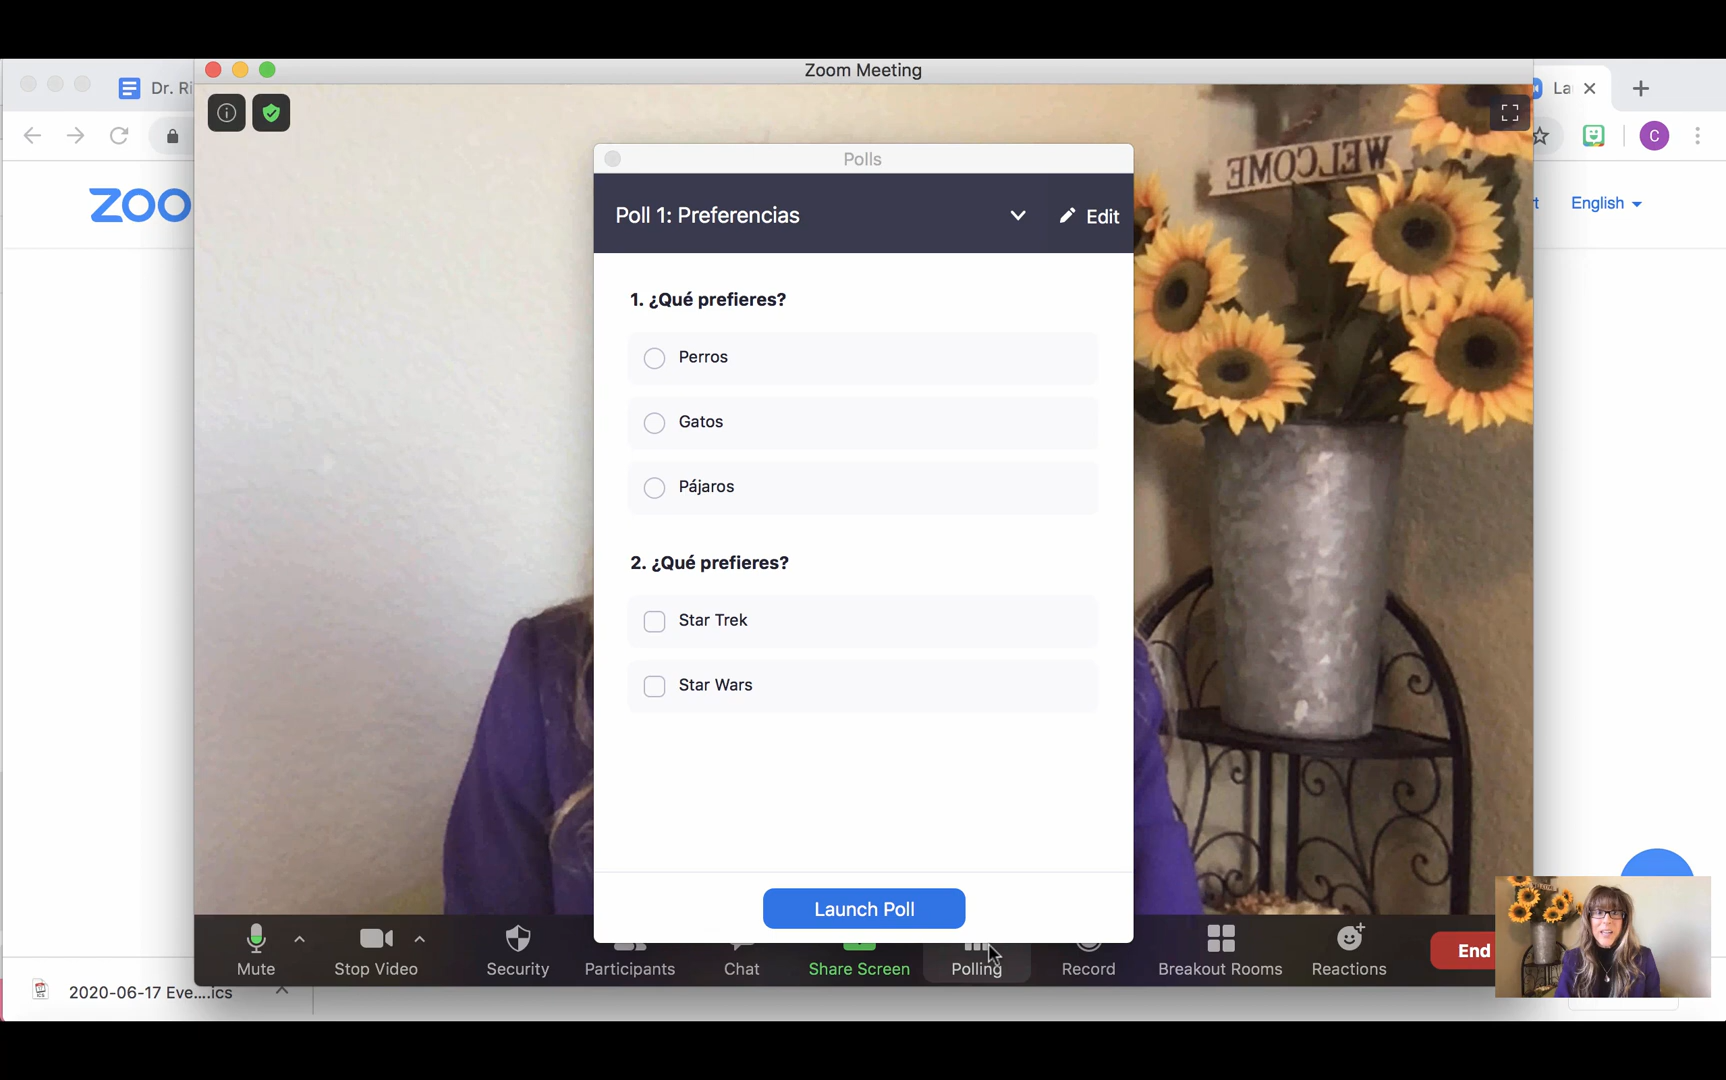 Zoom Meeting
Dr. Ri
La
WELCOME
C
ZOO
English
t
Polls
Poll 1: Preferencias
Edit
1. ¿Qué prefieres?
Perros
Gatos
Pájaros
2. ¿Qué prefieres?
Star Trek
Star Wars
Launch Poll
Mute
Stop Video
Security
Participants
Chat
Share Screen
Polling
Record
Breakout Rooms
Reactions
End
2020-06-17 Eve....ics